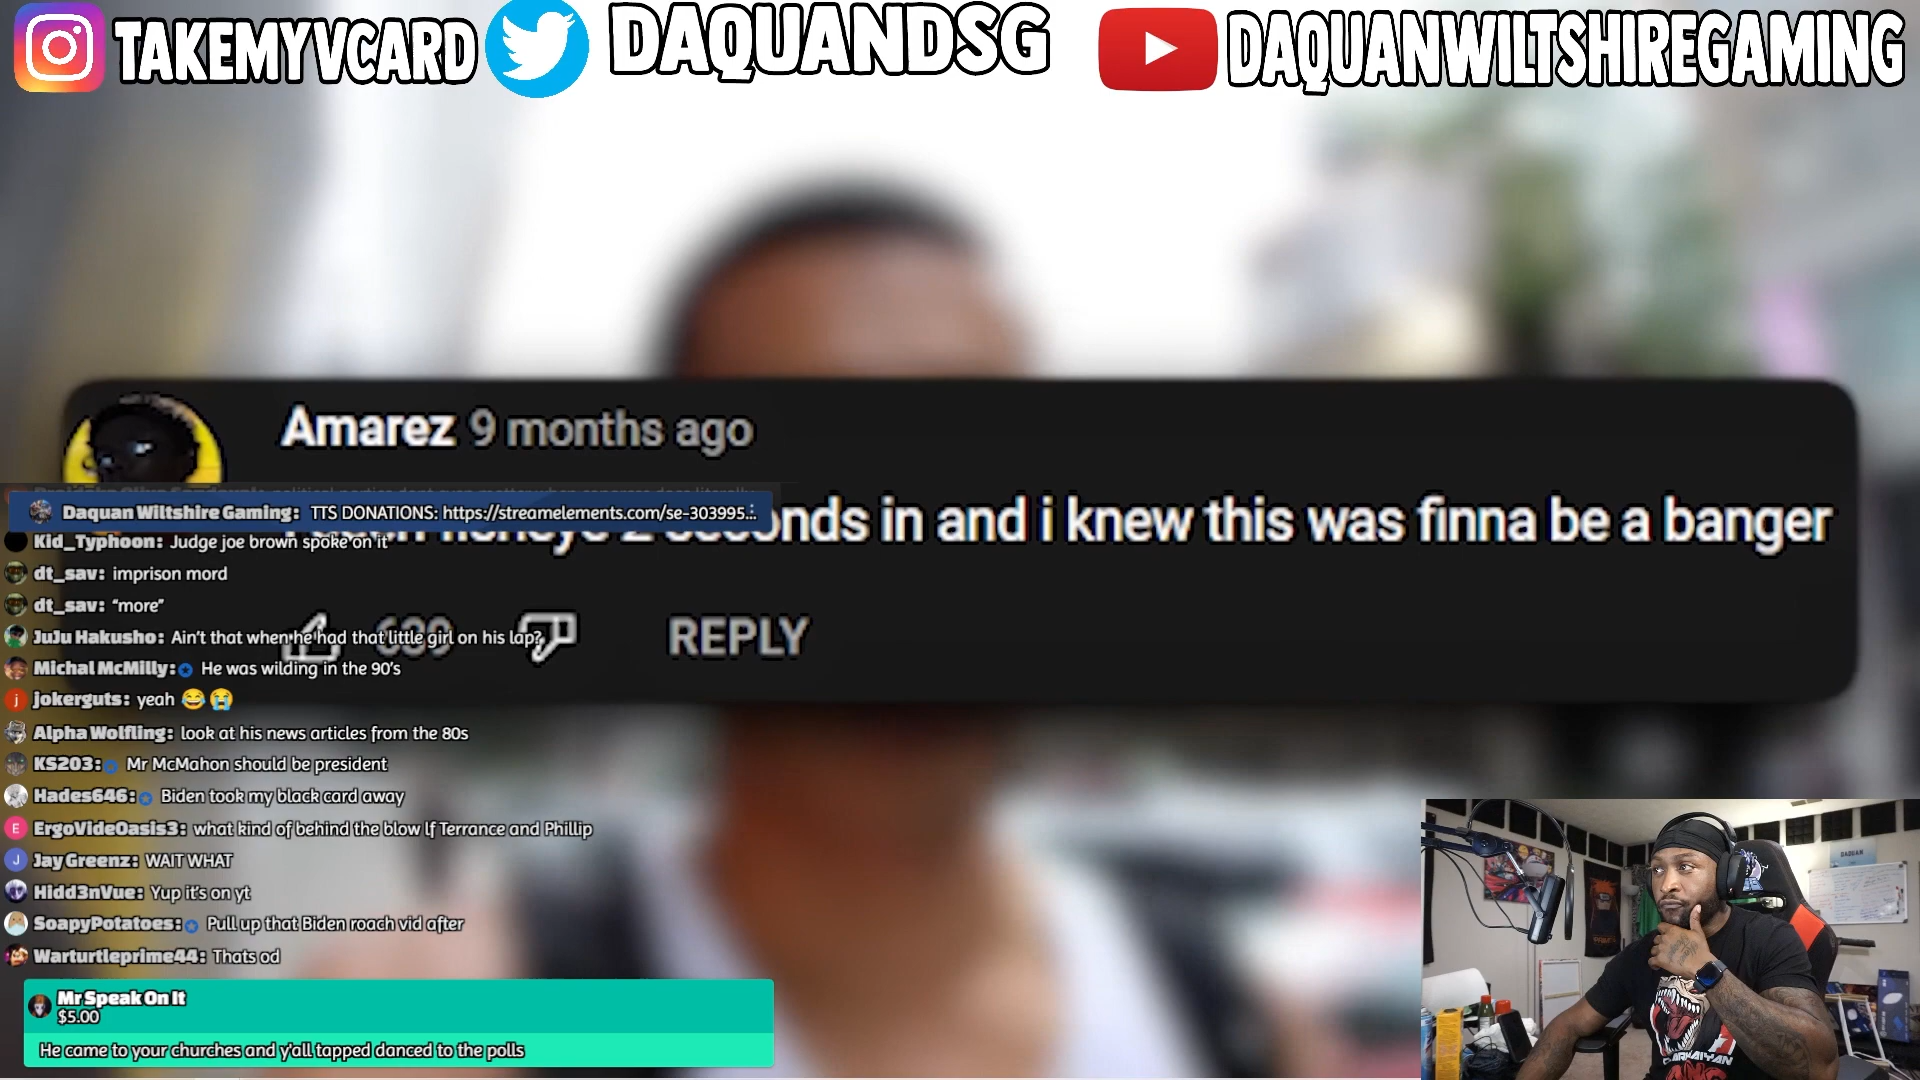 TAKEMYVCARD
DAQUANDSG
DAQUANWILTSHIREGAMING
Amarez 9 months ago
Daquan Wiltshire Gaming: TTS DONATIONS: https://streamelements.com/se-303995...
seconds in and i knew this was finna be a banger
Kid_Typhoon: Judge joe brown spoke on it
dt_sav: imprison mord
dt_sav: “more”
JuJu Hakusho: Ain't that when he had that little girl on his lap?
639
REPLY
Michal McMilly: He was wilding in the 90's
jokerguts: yeah 😂😭
Alpha Wolfling: look at his news articles from the 80s
KS203: Mr McMahon should be president
Hades646: Biden took my black card away
ErgoVideOasis3: what kind of behind the blow lf Terrance and Phillip
Jay Greenz: WAIT WHAT
Hidd3nVue: Yup it's on yt
SoapyPotatoes: Pull up that Biden roach vid after
Warturtleprime44: Thats od
Mr Speak On It
$5.00
He came to your churches and y'all tapped danced to the polls
DAQUAN